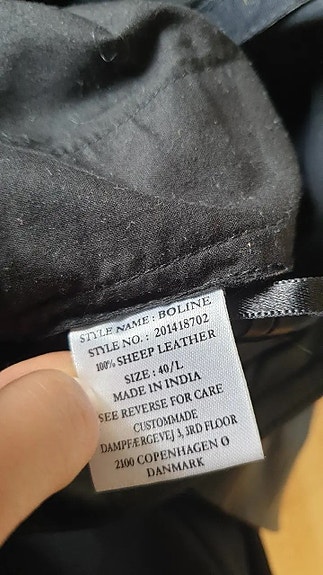 STYLE NAME : BOLINE
STYLE NO. : 201418702
100% SHEEP LEATHER
SIZE : 40/L
MADE IN INDIA
SEE REVERSE FOR CARE
CUSTOMMADE
DAMPFÆRGEVEJ 3, 3RD FLOOR
2100 COPENHAGEN Ø
DANMARK